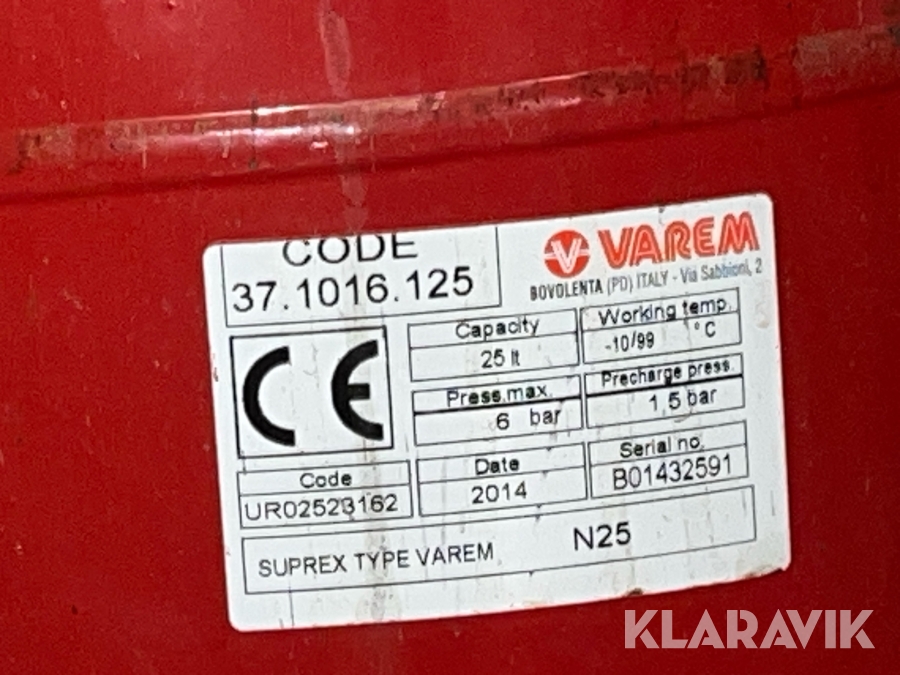 CODE
37.1016.125
VAREM
BOVOLENTA (PD) ITALY - Via Sabbioni, 2
CE
Capacity
25 lt
Working temp.
-10/99 °C
Press.max.
6 bar
Precharge press.
1,5 bar
Code
UR02523162
Date
2014
Serial no.
B01432591
SUPREX TYPE VAREM N25
KLARAVIK